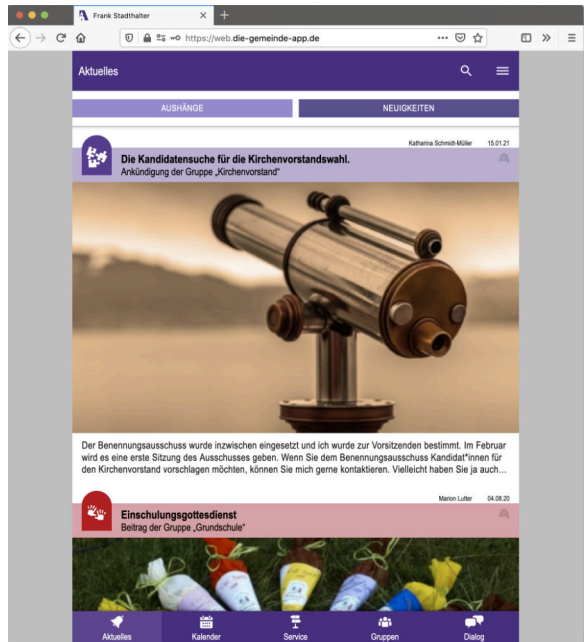 Frank Stadthalter
https://web.die-gemeinde-app.de
Aktuelles
AUSHÄNGE
NEUIGKEITEN
Katharina Schmidt-Müller 15.01.21
Die Kandidatensuche für die Kirchenvorstandswahl.
Ankündigung der Gruppe „Kirchenvorstand“
Der Benennungsausschuss wurde inzwischen eingesetzt und ich wurde zur Vorsitzenden bestimmt. Im Februar
wird es eine erste Sitzung des Ausschusses geben. Wenn Sie dem Benennungsausschuss Kandidat*innen für
den Kirchenvorstand vorschlagen möchten, können Sie mich gerne kontaktieren. Vielleicht haben Sie ja auch...
Marion Lutter 04.08.20
Einschulungsgottesdienst
Beitrag der Gruppe „Grundschule“
Aktuelles
Kalender
Service
Gruppen
Dialog